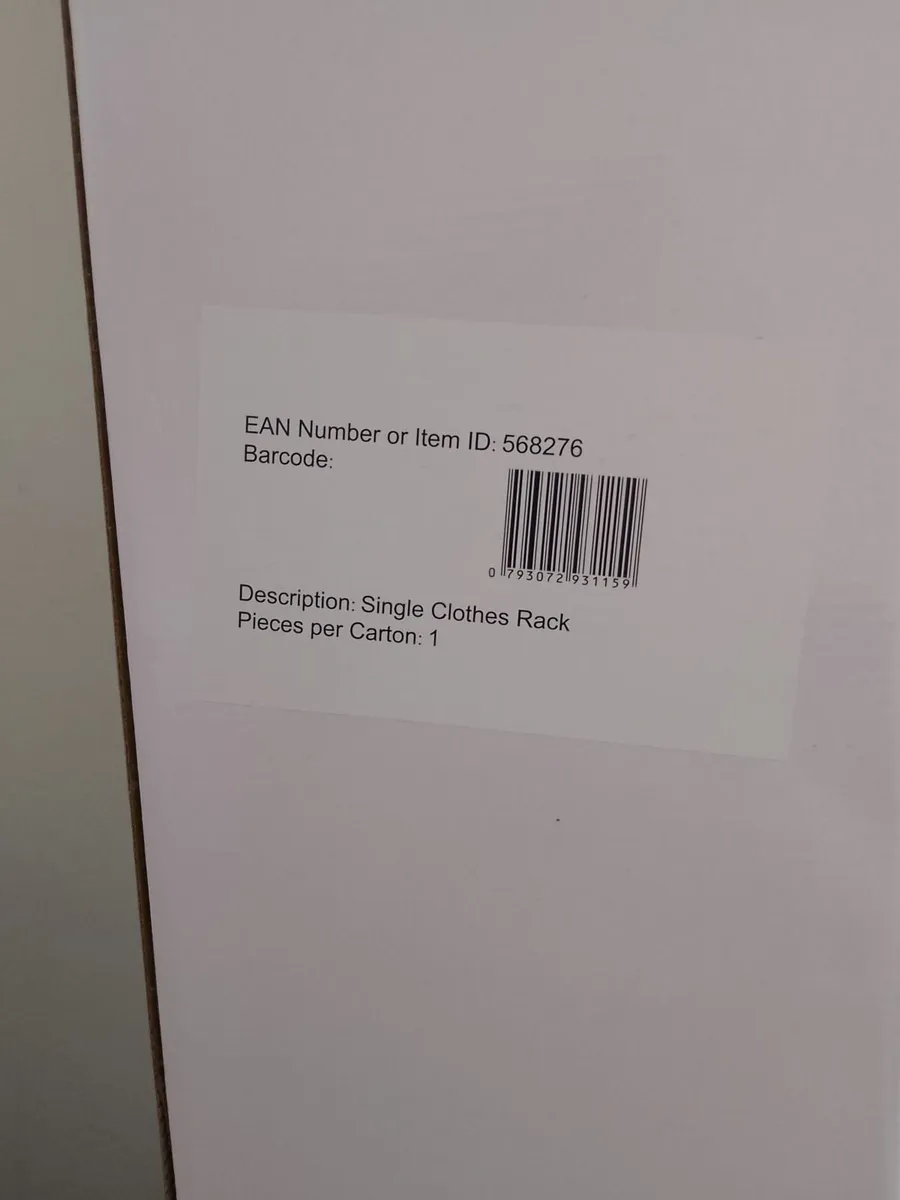 EAN Number or Item ID: 568276
Barcode:
0 793072 931159
Description: Single Clothes Rack
Pieces per Carton: 1